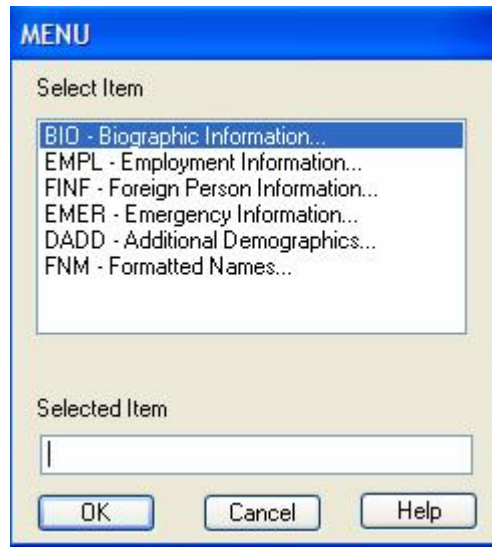 MENU
Select Item
BIO - Biographic Information...
EMPL - Employment Information...
FINF - Foreign Person Information...
EMER - Emergency Information...
DADD - Additional Demographics...
FNM - Formatted Names...
Selected Item
OK Cancel Help